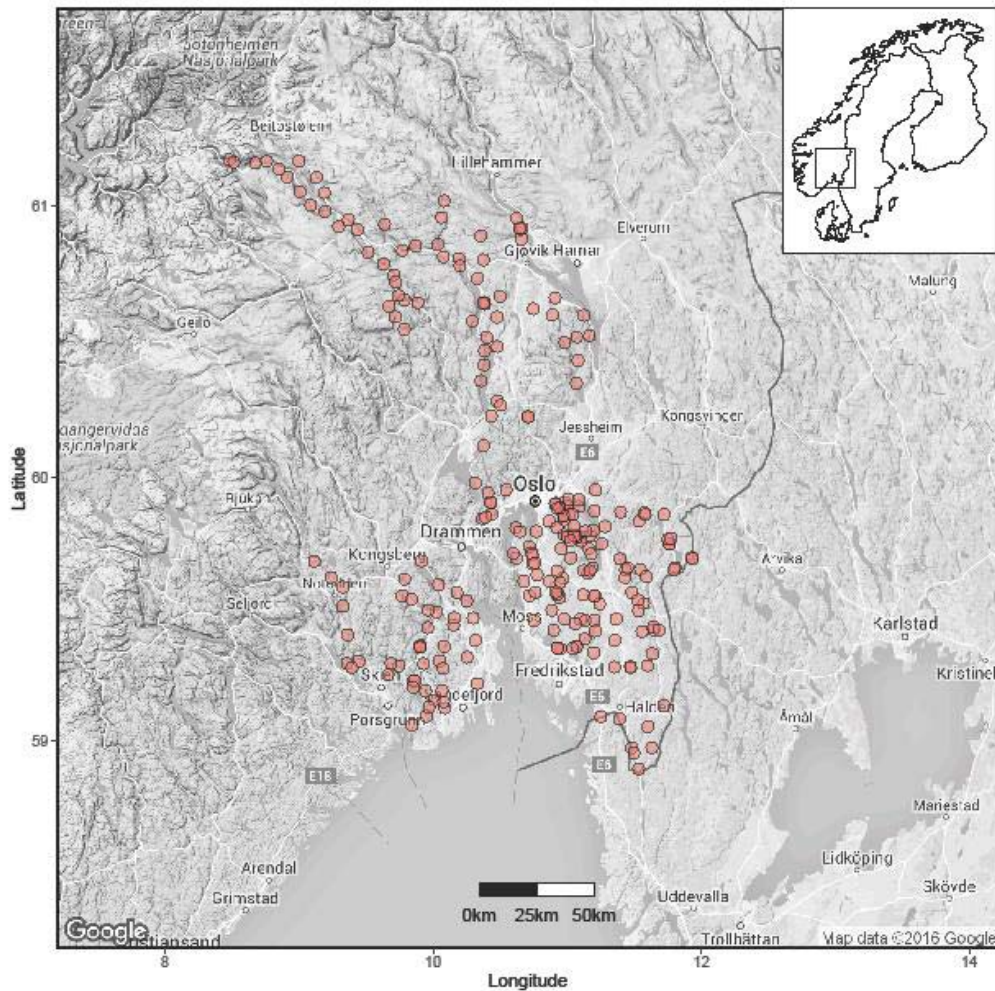 Jotunheimen
Nasjonalpark
Beitostølen
Lillehammer
61
Gjøvik Hamar
Elverum
Malung
Geilo
Kongsvinger
Jessheim
E6
60
Oslo
Drammen
Kongsberg
Arvika
Seljord
Moss
Karlstad
Fredrikstad
Skien
Porsgrunn
E6
Halden
Åmål
59
E6
E18
Mariestad
Arendal
Lidköping
Grimstad
0km 25km 50km
Uddevalla
Skövde
Google
Trollhättan
Map data ©2016 Google
8 10 12 14
Longitude
Latitude